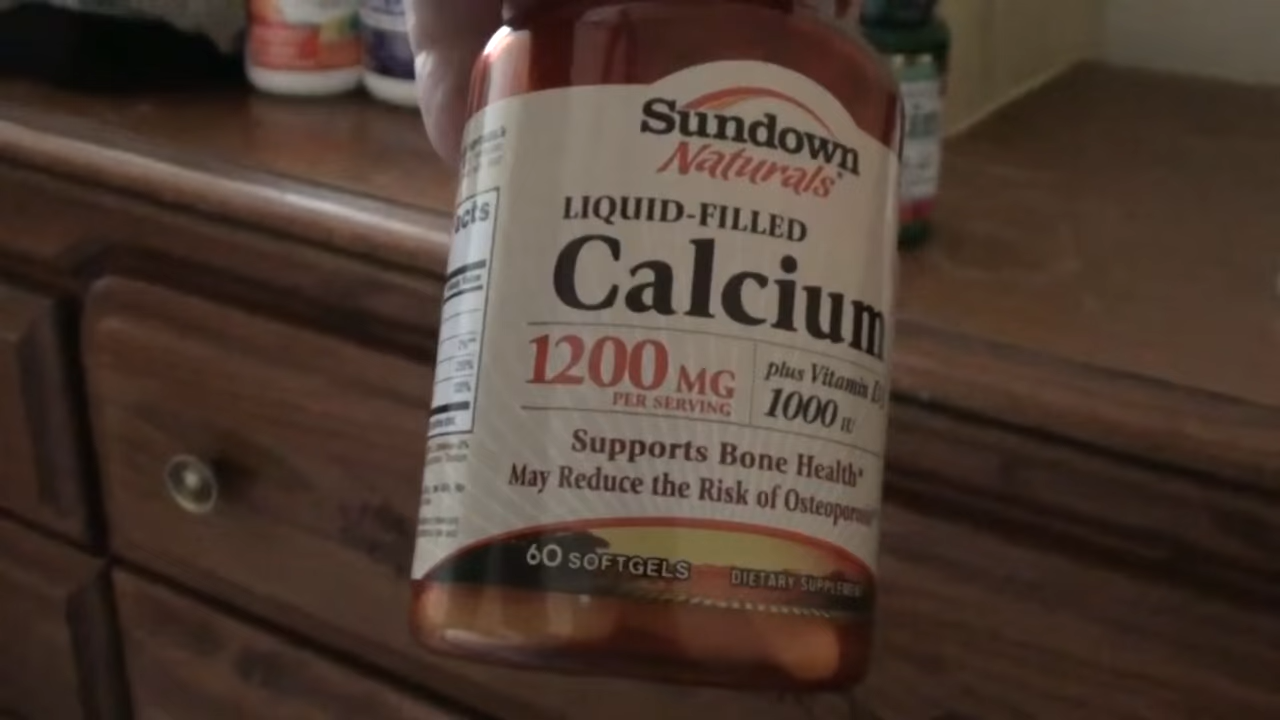 Sundown
Naturals
LIQUID-FILLED
Calcium
1200 MG
PER SERVING
plus Vitamin D
1000 IU
Supports Bone Health*
May Reduce the Risk of
60 SOFTGELS
DIETARY SUPPLEMENT